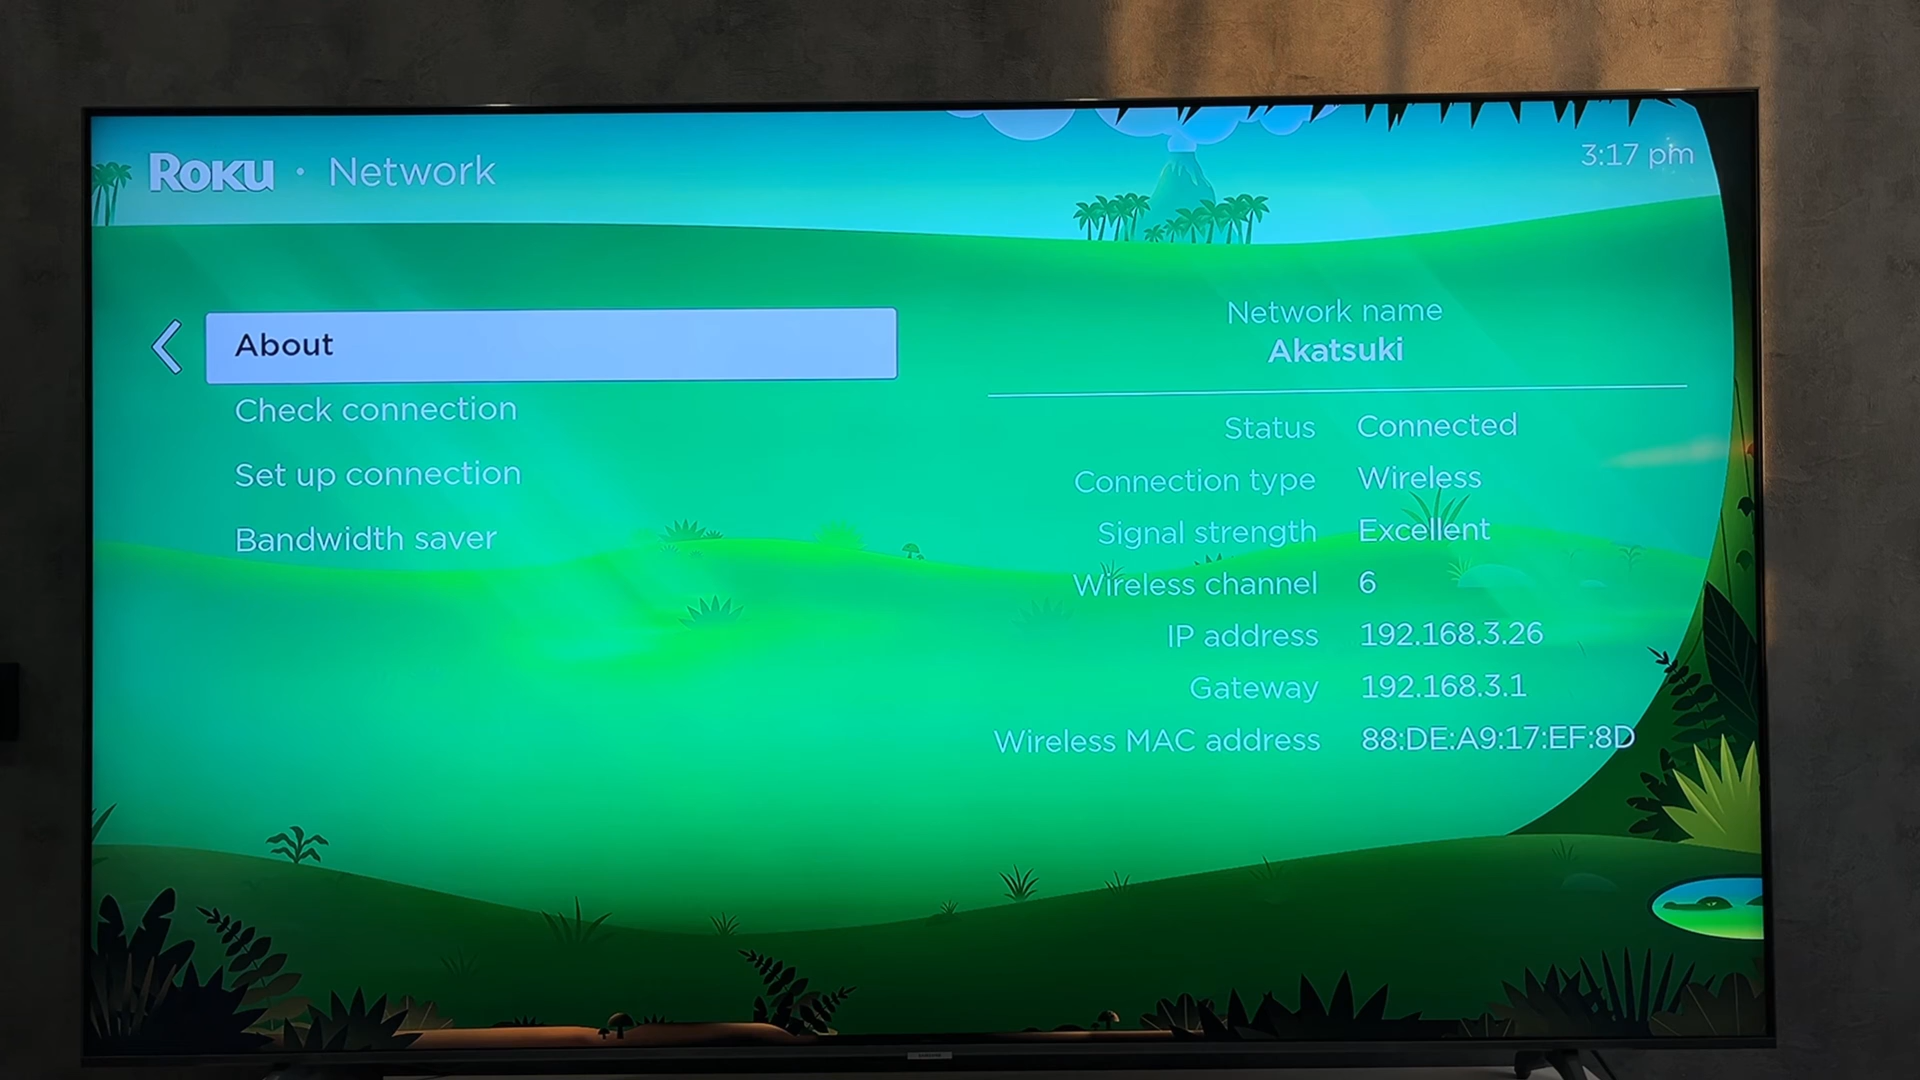 Roku • Network
3:17 pm
About
Check connection
Set up connection
Bandwidth saver
Network name
Akatsuki
Status Connected
Connection type Wireless
Signal strength Excellent
Wireless channel 6
IP address 192.168.3.26
Gateway 192.168.3.1
Wireless MAC address 88:DE:A9:17:EF:8D
SAMSUNG